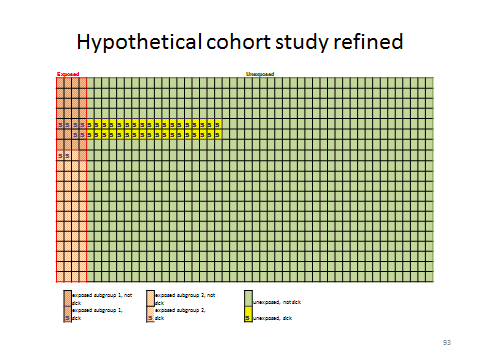 Hypothetical cohort study refined
Exposed
Unexposed
S S S S S S S S S S S S S S S S S S S S S S
S S S S S S S S S S S S S S S S S S S S
S S
exposed subgroup 1, not
sick
S exposed subgroup 1,
sick
exposed subgroup 2, not
sick
S exposed subgroup 2,
sick
unexposed, not sick
S unexposed, sick
93